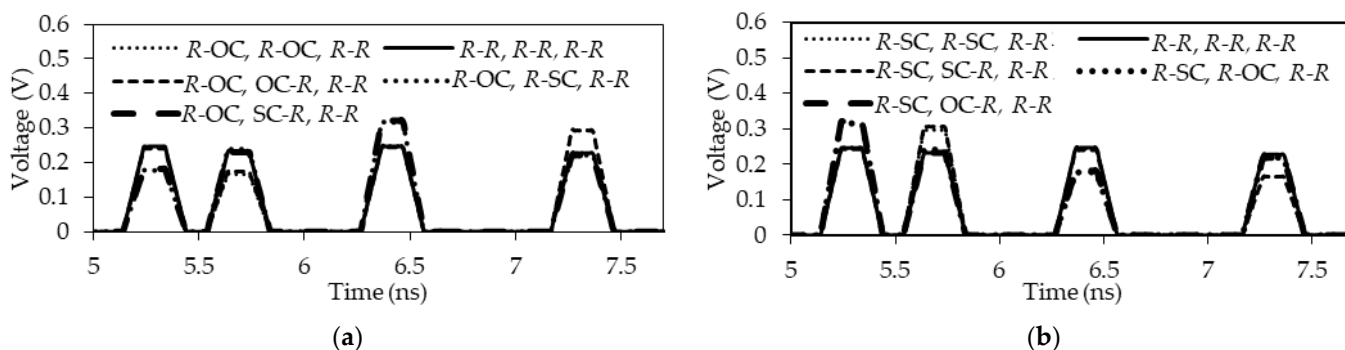 0.6
0.5
0.4
0.3
0.2
0.1
0
Voltage (V)
R-OC, R-OC, R-R
R-R, R-R, R-R
R-OC, OC-R, R-R
R-OC, R-SC, R-R
R-OC, SC-R, R-R
5 5.5 6 6.5 7 7.5
Time (ns)
(a)
0.6
0.5
0.4
0.3
0.2
0.1
0
Voltage (V)
R-SC, R-SC, R-R
R-R, R-R, R-R
R-SC, SC-R, R-R
R-SC, R-OC, R-R
R-SC, OC-R, R-R
5 5.5 6 6.5 7 7.5
Time (ns)
(b)